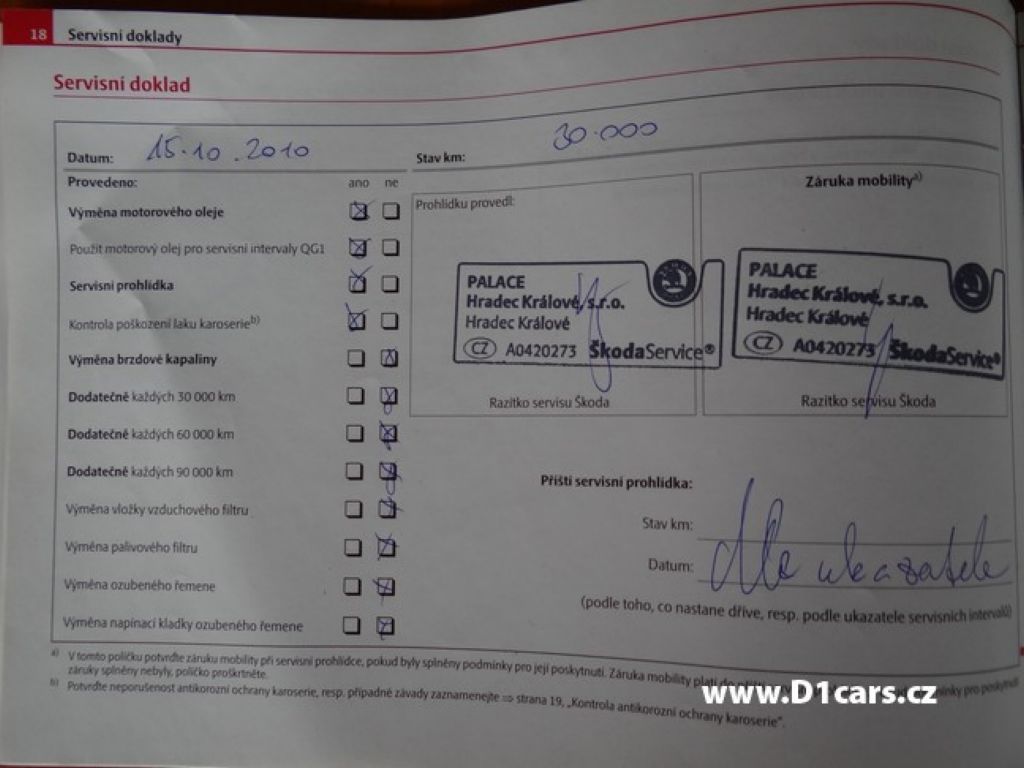 18 Servisní doklady
Servisní doklad
Datum: 15.10.2010 Stav km: 30.000
Provedeno: ano ne
Výměna motorového oleje
Použit motorový olej pro servisní intervaly QG1
Servisní prohlídka
Kontrola poškození laku karoserie b)
Výměna brzdové kapaliny
Dodatečně každých 30 000 km
Dodatečně každých 60 000 km
Dodatečně každých 90 000 km
Výměna vložky vzduchového filtru
Výměna palivového filtru
Výměna ozubeného řemene
Výměna napínací kladky ozubeného řemene
Prohlídku provedl:
PALACE
Hradec Králové, s.r.o.
Hradec Králové
CZ A0420273 ŠkodaService®
Razítko servisu Škoda
Záruka mobility a)
PALACE
Hradec Králové, s.r.o.
Hradec Králové
CZ A0420273 ŠkodaService®
Razítko servisu Škoda
Příští servisní prohlídka:
Stav km:
Datum: dle ukazatele
(podle toho, co nastane dříve, resp. podle ukazatele servisních intervalů)
a) V tomto políčku potvrďte záruku mobility při servisní prohlídce, pokud byly splněny podmínky pro její poskytnutí. Záruka mobility platí do příští podmínky pro poskytnutí
záruky splněny nebyly, políčko proškrtněte.
b) Potvrďte neporušenost antikorozní ochrany karoserie, resp. případné závady zaznamenejte ⇒ strana 19, „Kontrola antikorozní ochrany karoserie“.
www.D1cars.cz